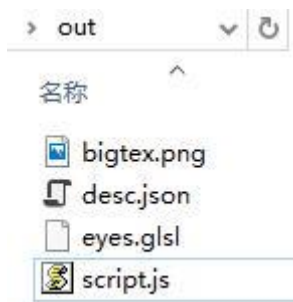 out
名称
bigtex.png
desc.json
eyes.glsl
script.js